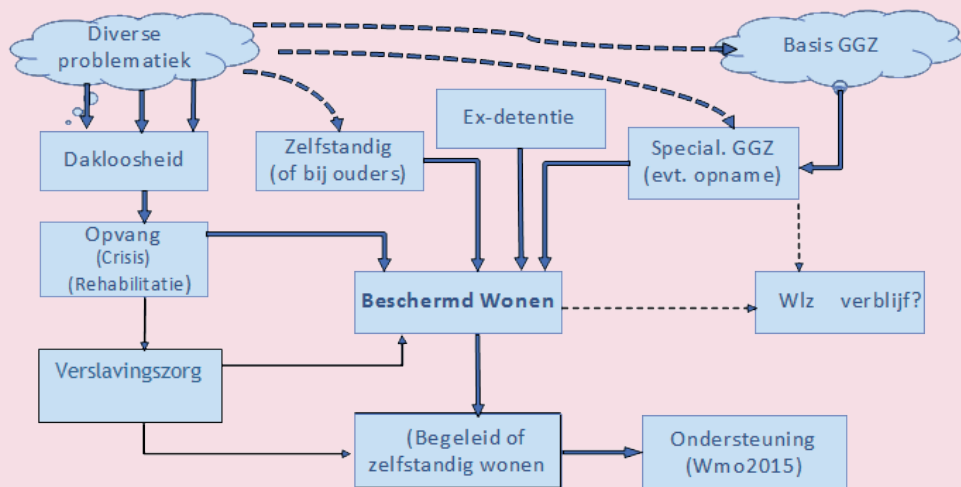 Diverse
problematiek
Basis GGZ
Ex-detentie
Dakloosheid
Zelfstandig
(of bij ouders)
Special. GGZ
(evt. opname)
Opvang
(Crisis)
(Rehabilitatie)
Beschermd Wonen
Wlz verblijf?
Verslavingszorg
(Begeleid of
zelfstandig wonen
Ondersteuning
(Wmo2015)